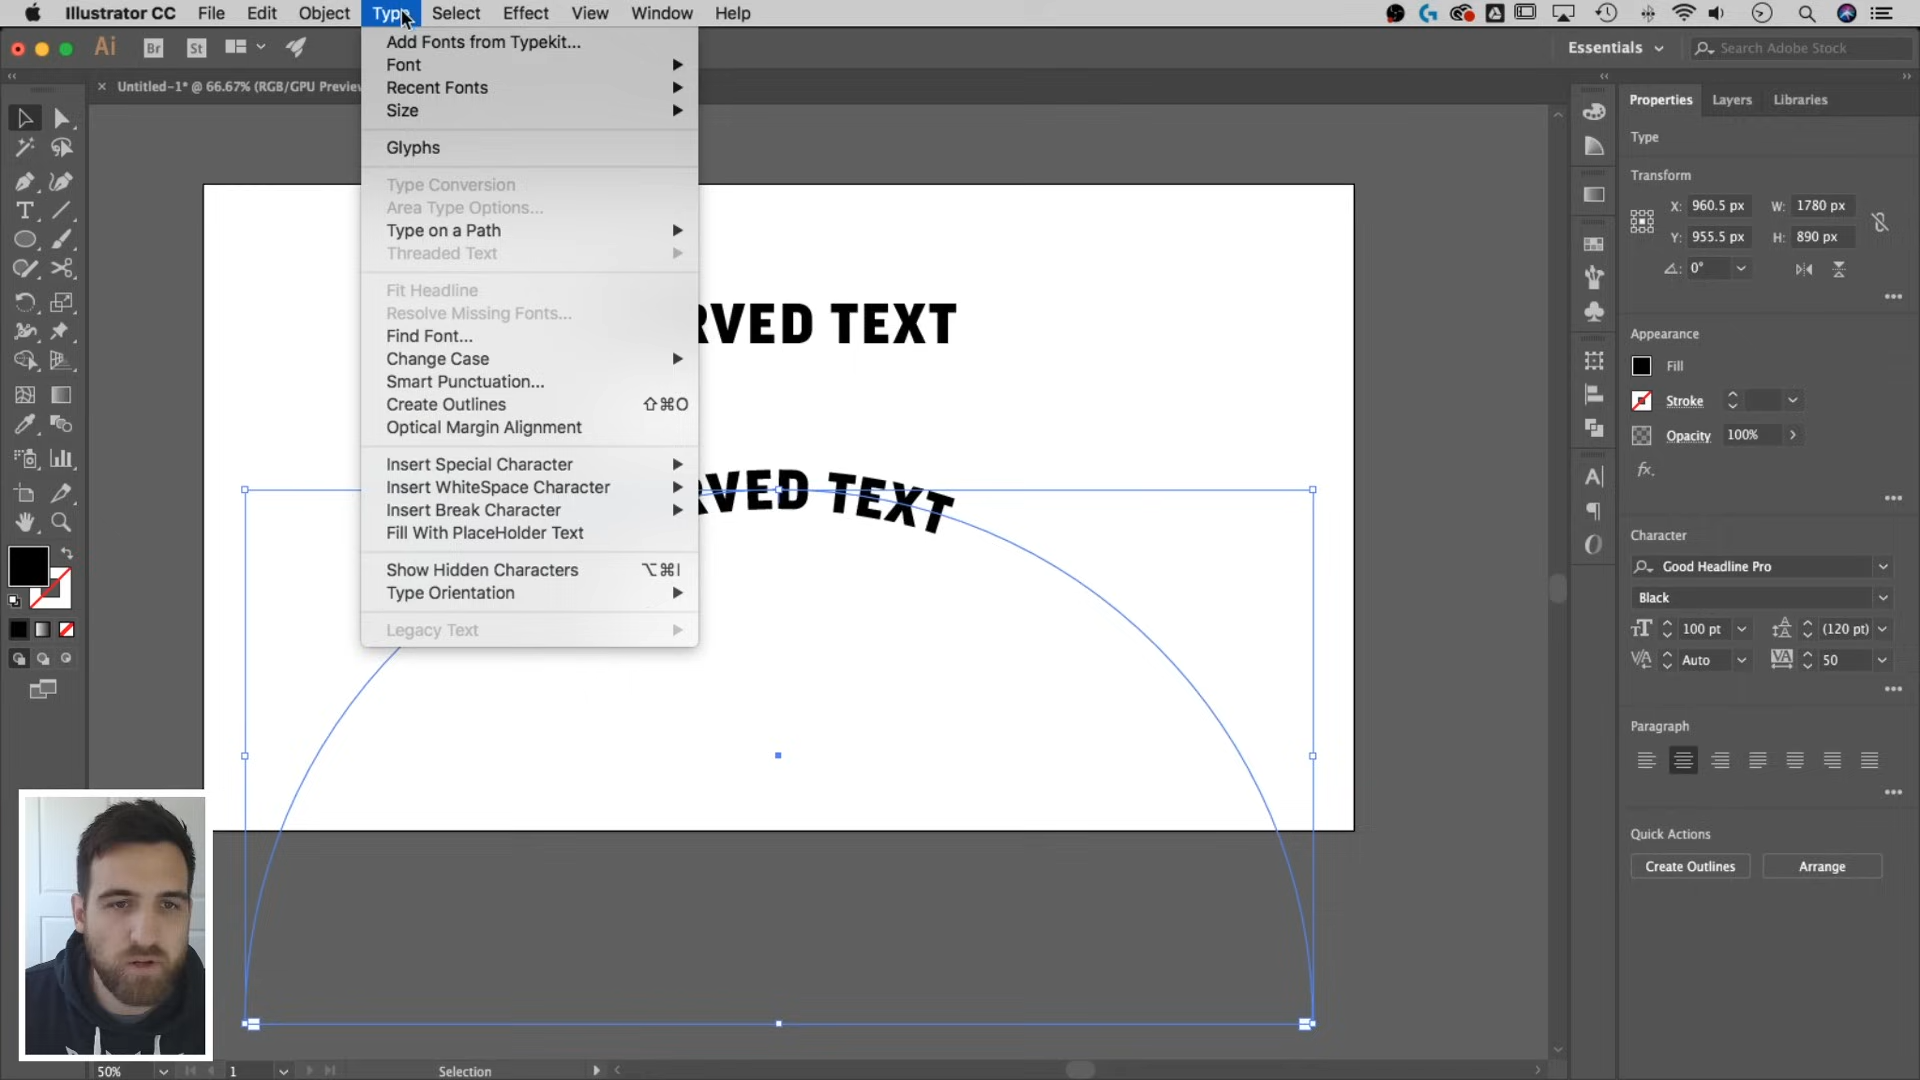 Illustrator CC File Edit Object Type Select Effect View Window Help
Ai Br St Essentials Search Adobe Stock
Untitled-1* @ 66.67% (RGB/GPU Preview
Add Fonts from Typekit...
Font
Recent Fonts
Size
Glyphs
Type Conversion
Area Type Options...
Type on a Path
Threaded Text
Fit Headline
Resolve Missing Fonts...
Find Font...
Change Case
Smart Punctuation...
Create Outlines ⇧⌘O
Optical Margin Alignment
Insert Special Character
Insert WhiteSpace Character
Insert Break Character
Fill With PlaceHolder Text
Show Hidden Characters ⌥⌘I
Type Orientation
Legacy Text
RVED TEXT
RVED TEXT
Properties Layers Libraries
Type
Transform
X: 960.5 px W: 1780 px
Y: 955.5 px H: 890 px
0°
Appearance
Fill
Stroke
Opacity 100%
fx.
Character
Good Headline Pro
Black
100 pt (120 pt)
Auto 50
Paragraph
Quick Actions
Create Outlines Arrange
50% 1 Selection